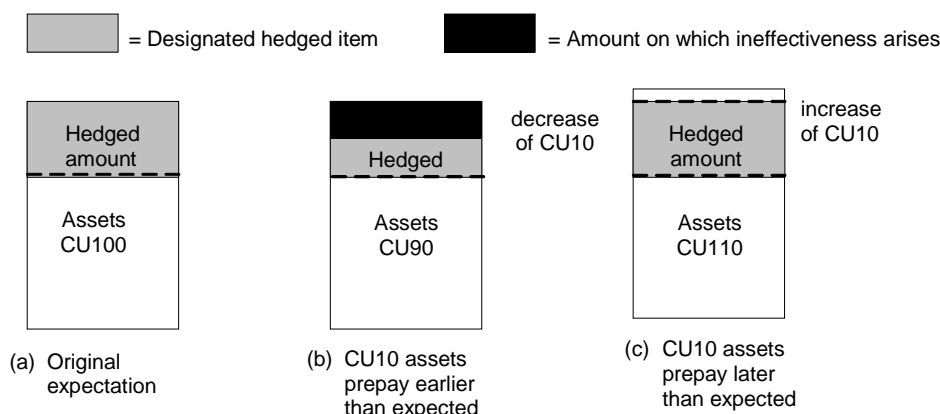 = Designated hedged item
= Amount on which ineffectiveness arises
Hedged
amount
Assets
CU100
(a) Original
expectation
Hedged
Assets
CU90
decrease
of CU10
(b) CU10 assets
prepay earlier
than expected
Hedged
amount
Assets
CU110
increase
of CU10
(c) CU10 assets
prepay later
than expected